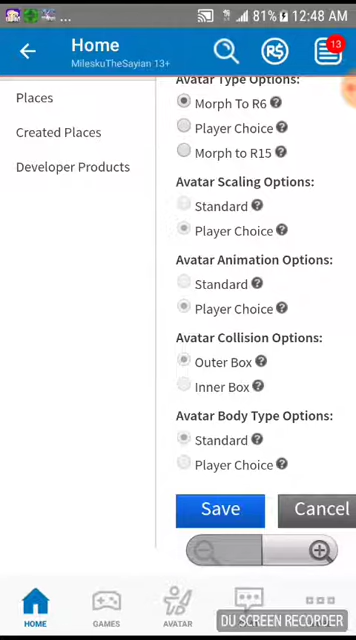 81% 12:48 AM
Home
MileskuTheSayian 13+
R$
13
Avatar Type Options:
Places
Morph To R6 ?
Player Choice ?
Created Places
Morph to R15 ?
Developer Products
Avatar Scaling Options:
Standard ?
Player Choice ?
Avatar Animation Options:
Standard ?
Player Choice ?
Avatar Collision Options:
Outer Box ?
Inner Box ?
Avatar Body Type Options:
Standard ?
Player Choice ?
Save Cancel
HOME GAMES AVATAR
DU SCREEN RECORDER